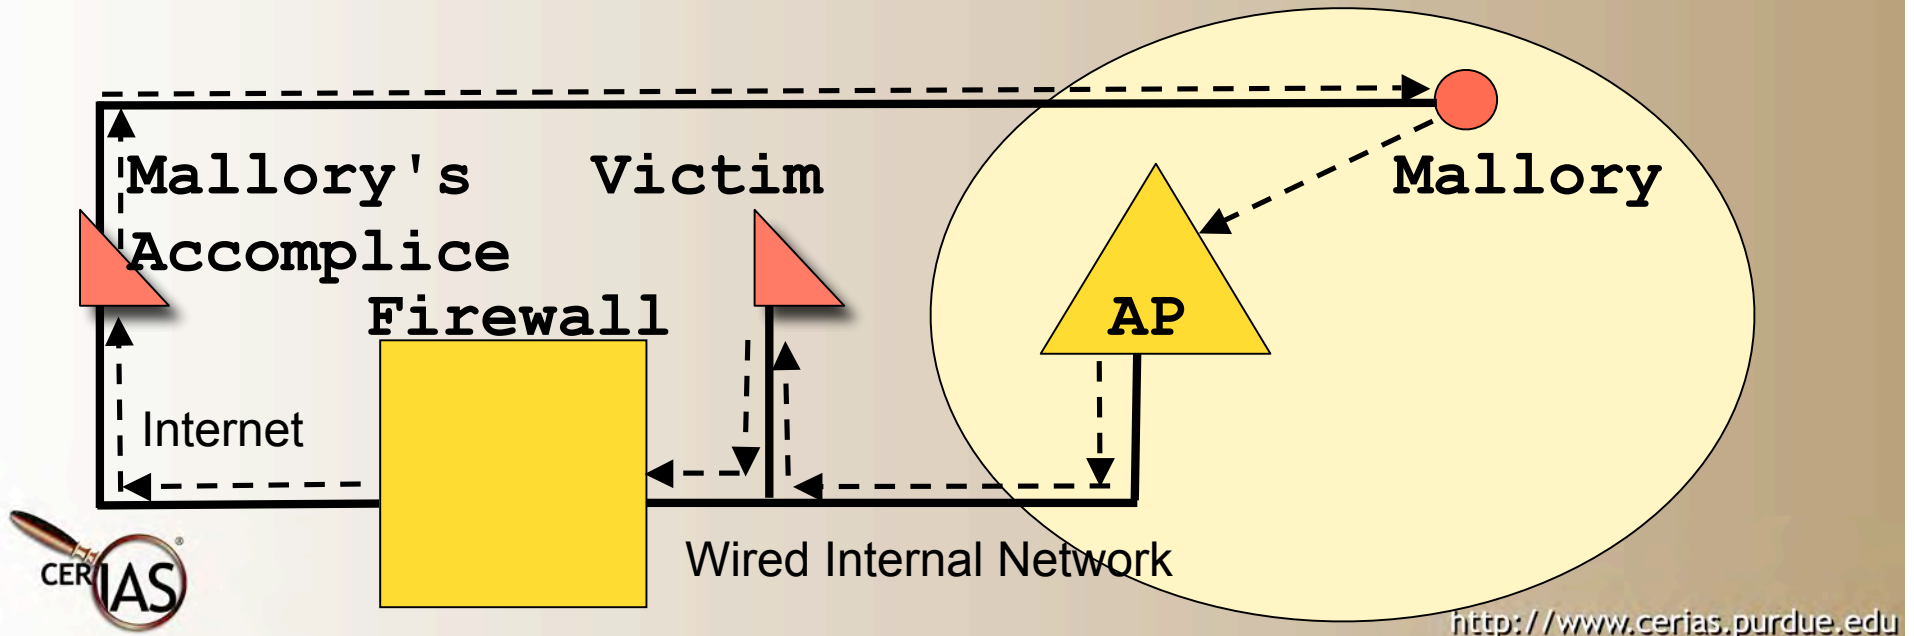 Mallory's Victim
Mallory
Accomplice
Firewall
AP
Internet
Wired Internal Network
CERIAS
®
http://www.cerias.purdue.edu